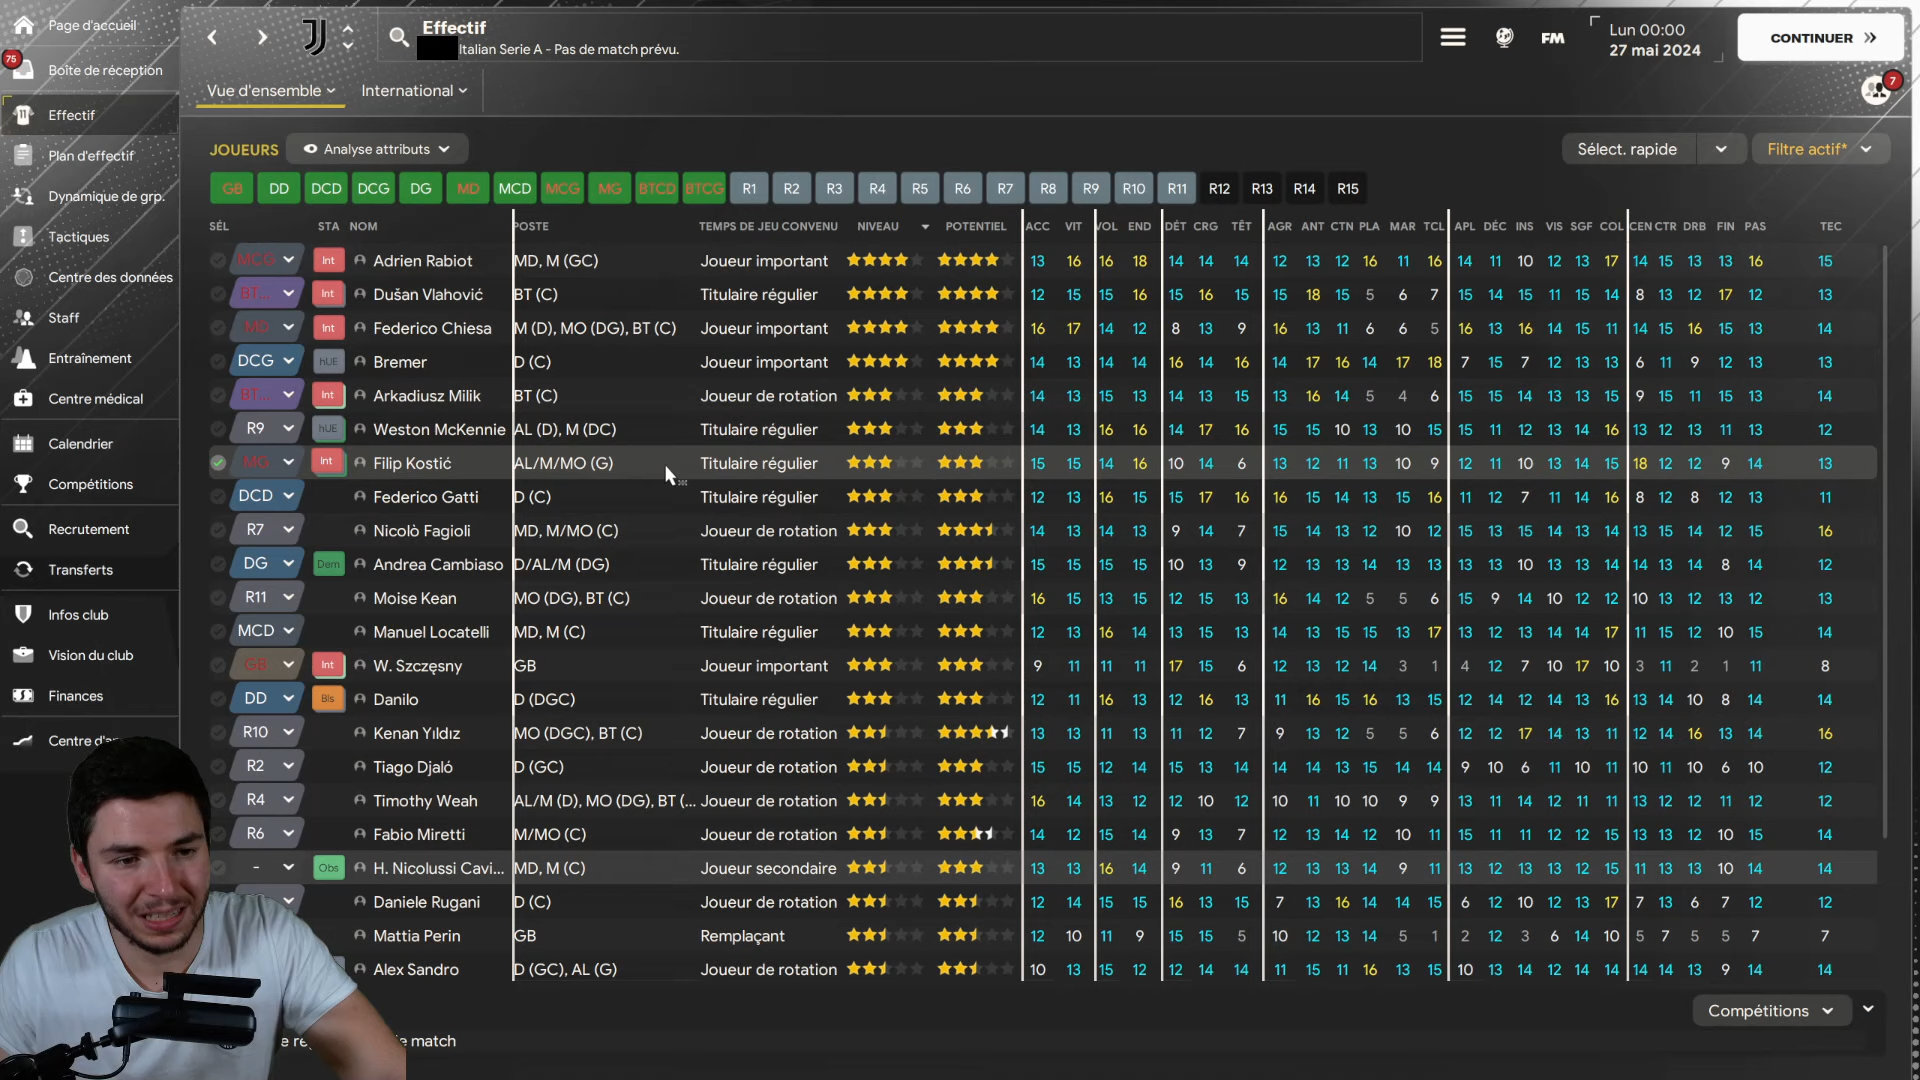 Page d'accueil
75
Boîte de réception
Effectif
Plan d'effectif
Dynamique de grp.
Tactiques
Centre des données
Staff
Entraînement
Centre médical
Calendrier
Compétitions
Recrutement
Transferts
Infos club
Vision du club
Finances
Effectif
Italian Serie A - Pas de match prévu.
FM
Lun 00:00
27 mai 2024
CONTINUER
7
Vue d'ensemble
International
JOUEURS Analyse attributs
Sélect. rapide
Filtre actif*
GB DD DCD DCG DG MD MCD MCG MG BTCD BTCG R1 R2 R3 R4 R5 R6 R7 R8 R9 R10 R11 R12 R13 R14 R15
SÉL STA NOM POSTE TEMPS DE JEU CONVENU NIVEAU POTENTIEL ACC VIT VOL END DÉT CRG TÊT AGR ANT CTN PLA MAR TCL APL DÉC INS VIS SGF COL CEN CTR DRB FIN PAS TEC
MCG Int Adrien Rabiot MD, M (GC) Joueur important 13 16 16 18 14 14 14 12 13 12 16 11 16 14 11 10 12 13 17 14 15 13 13 16 15
BT... Int Dušan Vlahović BT (C) Titulaire régulier 12 15 15 16 15 16 15 15 18 15 5 6 7 15 14 15 11 15 14 8 13 12 17 12 13
MD Int Federico Chiesa M (D), MO (DG), BT (C) Joueur important 16 17 14 12 8 13 9 16 13 11 6 6 5 16 13 16 14 15 11 14 15 16 15 13 14
DCG hUE Bremer D (C) Joueur important 14 13 14 14 16 14 16 14 17 16 14 17 18 7 15 7 12 13 13 6 11 9 12 13 13
BT... Int Arkadiusz Milik BT (C) Joueur de rotation 12 13 15 13 14 13 15 13 16 14 5 4 6 15 15 14 13 15 12 9 15 11 15 13 14
R9 hUE Weston McKennie AL (D), M (DC) Titulaire régulier 14 13 16 16 14 17 16 15 15 10 13 10 15 15 12 13 13 14 16 12 13 13 11 13 12
MG Int Filip Kostić AL/M/MO (G) Titulaire régulier 15 15 14 16 10 14 6 13 12 11 13 10 9 12 11 10 13 14 15 18 12 12 9 14 13
DCD Federico Gatti D (C) Titulaire régulier 12 13 16 15 15 17 16 16 15 14 13 15 16 11 12 7 11 14 16 8 12 8 12 13 11
R7 Nicolò Fagioli MD, M/MO (C) Joueur de rotation 14 13 13 14 9 14 7 15 14 13 12 10 12 15 13 15 14 13 14 13 15 14 12 15 16
DG Dem Andrea Cambiaso D/AL/M (DG) Titulaire régulier 15 15 15 15 10 13 9 12 13 13 14 13 13 13 13 10 13 13 14 14 13 14 8 14 12
R11 Moise Kean MO (DG), BT (C) Joueur de rotation 16 15 13 15 12 15 13 16 14 12 5 5 6 15 9 14 10 12 12 10 13 12 13 12 13
MCD Manuel Locatelli MD, M (C) Titulaire régulier 12 13 16 14 13 15 13 14 13 15 15 13 17 13 12 13 14 14 17 11 15 12 10 15 14
GB Int W. Szczęsny GB Joueur important 9 11 11 11 17 15 6 12 13 12 14 3 1 4 12 7 10 17 10 3 11 2 1 11 8
DD Bls Danilo D (DGC) Titulaire régulier 12 11 16 13 12 16 13 11 16 15 16 13 15 12 14 12 14 13 16 13 14 10 8 14 14
R10 Kenan Yıldız MO (DGC), BT (C) Joueur de rotation 13 13 11 13 11 12 7 9 13 12 5 5 6 12 12 17 14 13 11 12 14 16 13 14 16
R2 Tiago Djaló D (GC) Joueur de rotation 15 15 12 14 15 13 14 14 14 13 15 14 14 9 10 6 11 10 11 10 11 10 6 10 12
R4 Timothy Weah AL/M (D), MO (DG), BT (... Joueur de rotation 16 14 13 12 12 10 12 10 11 10 10 9 9 13 11 14 12 11 11 13 12 12 11 12 12
R6 Fabio Miretti M/MO (C) Joueur de rotation 14 12 15 14 9 13 7 12 13 14 12 10 11 15 11 11 12 12 15 12 13 12 10 15 14
- Obs H. Nicolussi Cavi... MD, M (C) Joueur secondaire 13 13 16 14 9 11 6 12 13 13 14 9 11 13 12 13 13 12 15 11 13 13 10 14 14
Daniele Rugani D (C) Joueur de rotation 12 14 15 15 16 13 15 7 13 16 14 14 15 6 12 10 12 13 17 7 13 6 7 12 12
Mattia Perin GB Remplaçant 12 10 11 9 15 15 5 10 12 13 14 5 1 2 12 3 6 14 10 5 7 5 5 7 7
Alex Sandro D (GC), AL (G) Joueur de rotation 10 13 15 12 12 14 14 11 15 11 16 13 15 10 13 14 12 14 14 14 14 13 9 14 14
Compétitions